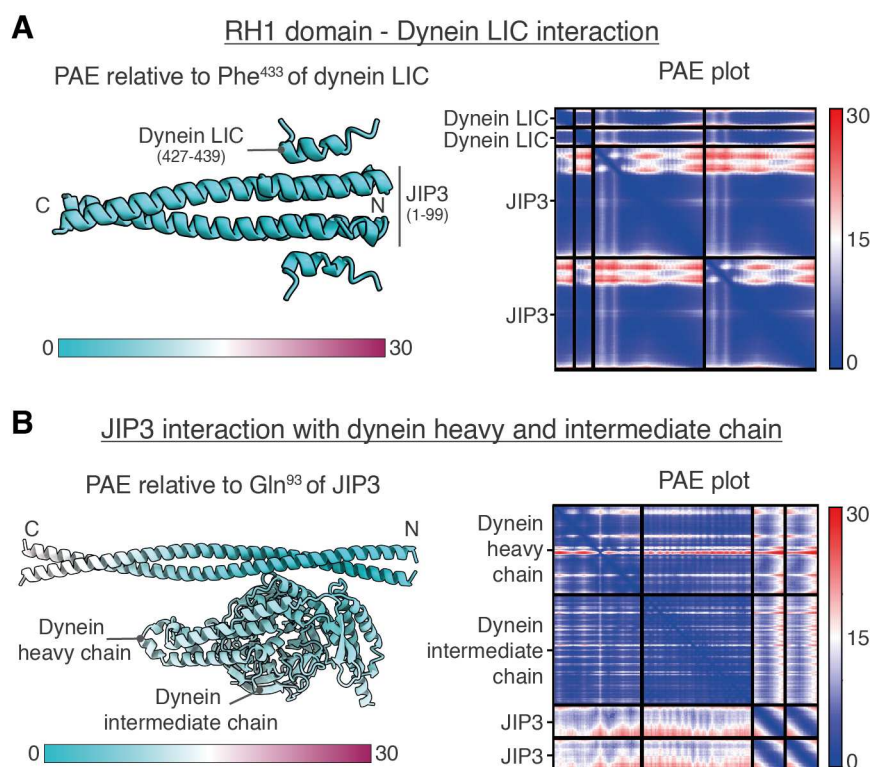 A
RH1 domain - Dynein LIC interaction
PAE relative to Phe⁴³³ of dynein LIC
Dynein LIC
(427-439)
C
N
JIP3
(1-99)
0
30
PAE plot
Dynein LIC
Dynein LIC
JIP3
JIP3
30
15
0
B
JIP3 interaction with dynein heavy and intermediate chain
PAE relative to Gln⁹³ of JIP3
C
N
Dynein
heavy chain
Dynein
intermediate chain
0
30
PAE plot
Dynein
heavy
chain
Dynein
intermediate
chain
JIP3
JIP3
30
15
0